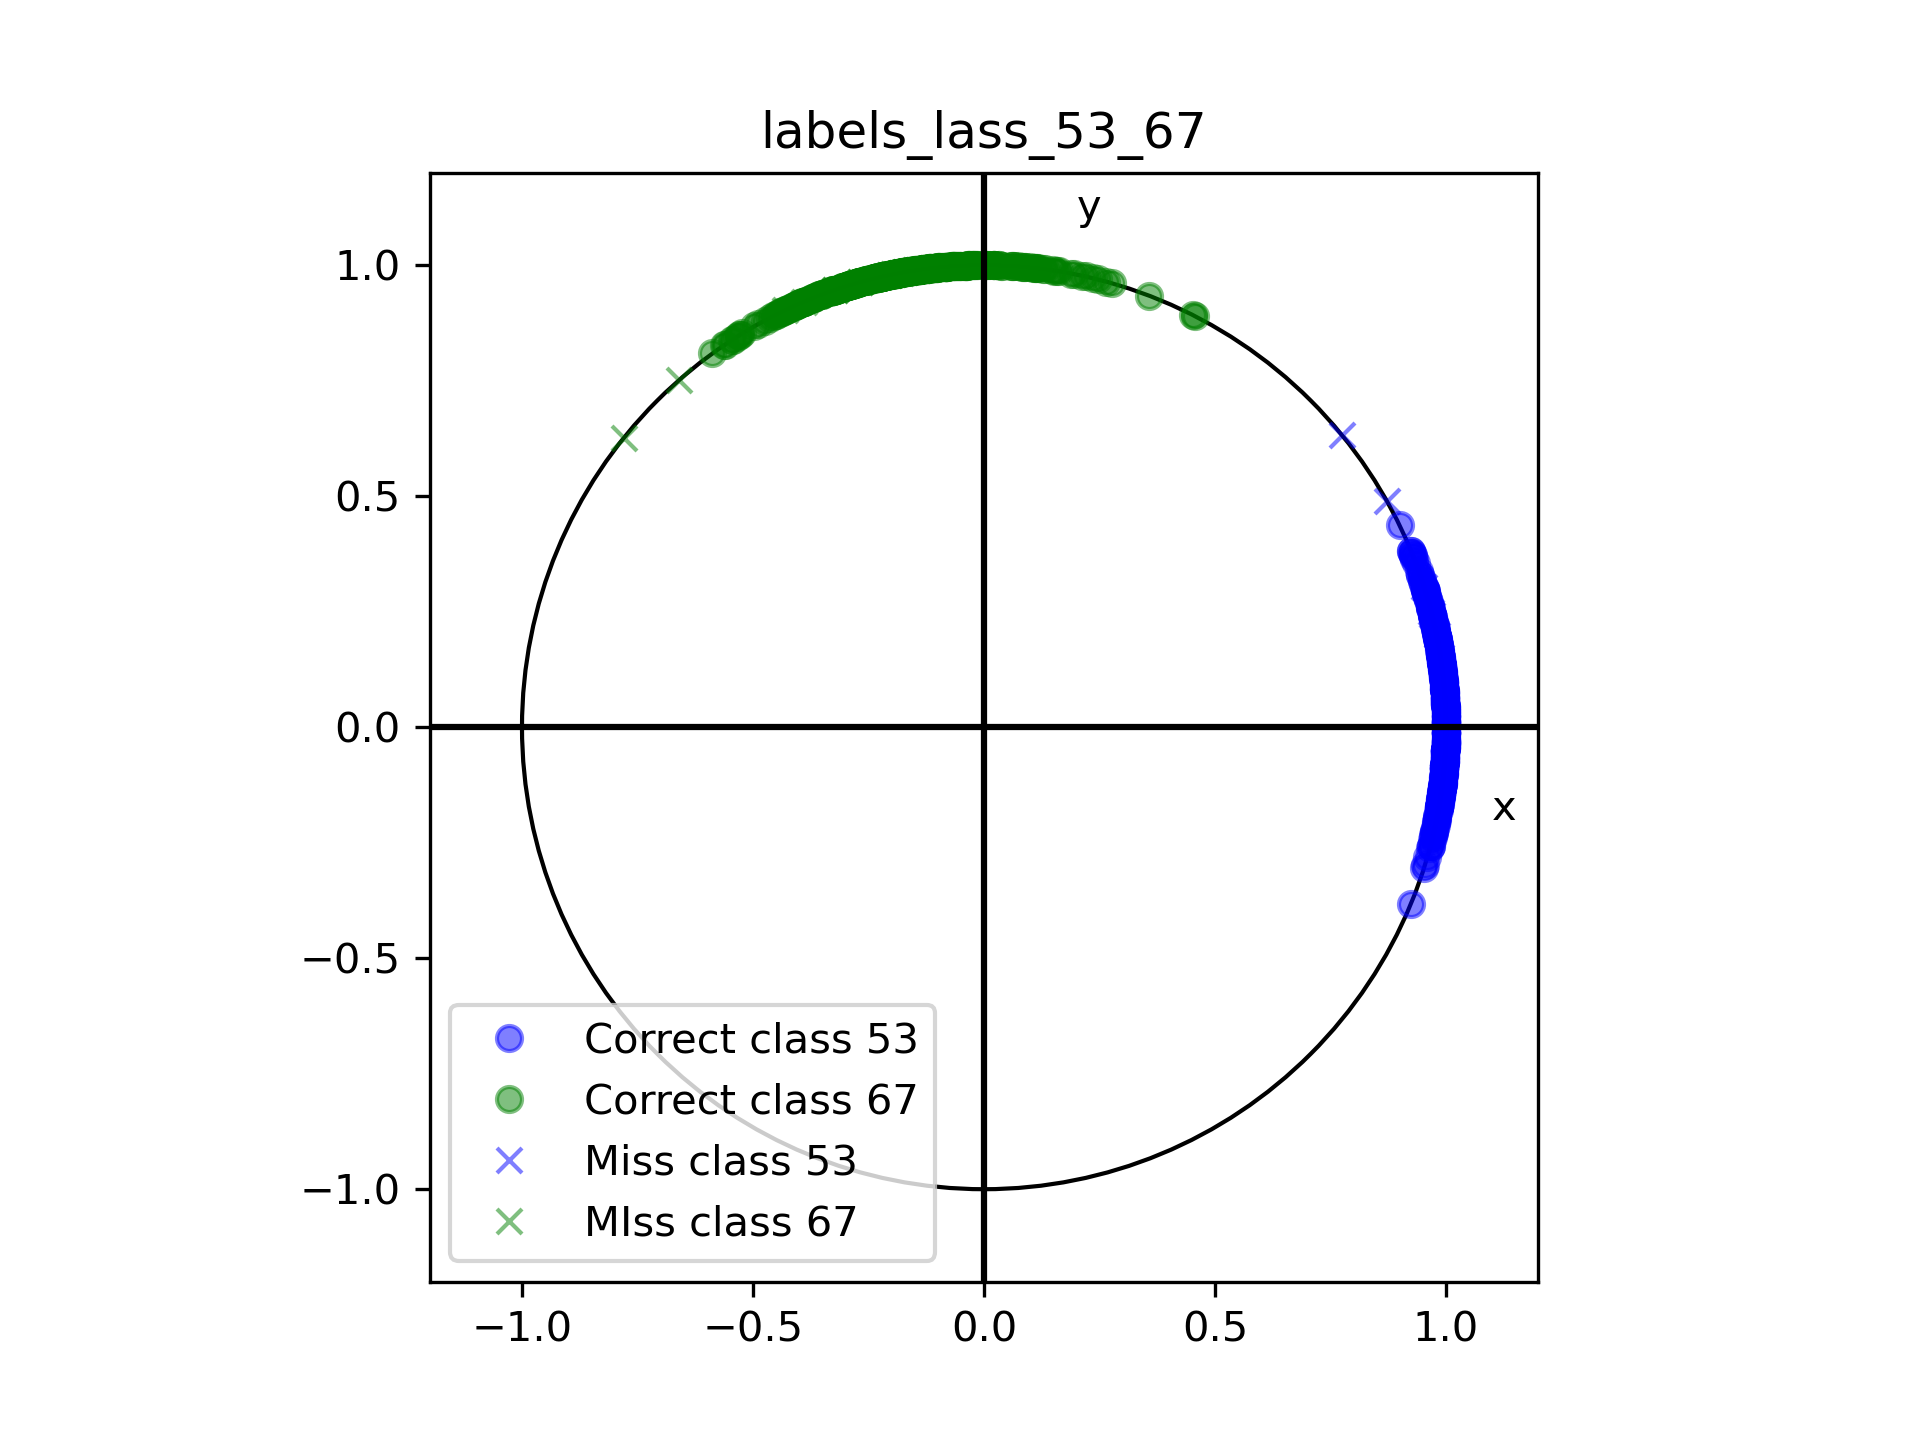 labels_lass_53_67
y
1.0
0.5
0.0
x
−0.5
−1.0
Correct class 53
Correct class 67
Miss class 53
MIss class 67
−1.0 −0.5 0.0 0.5 1.0